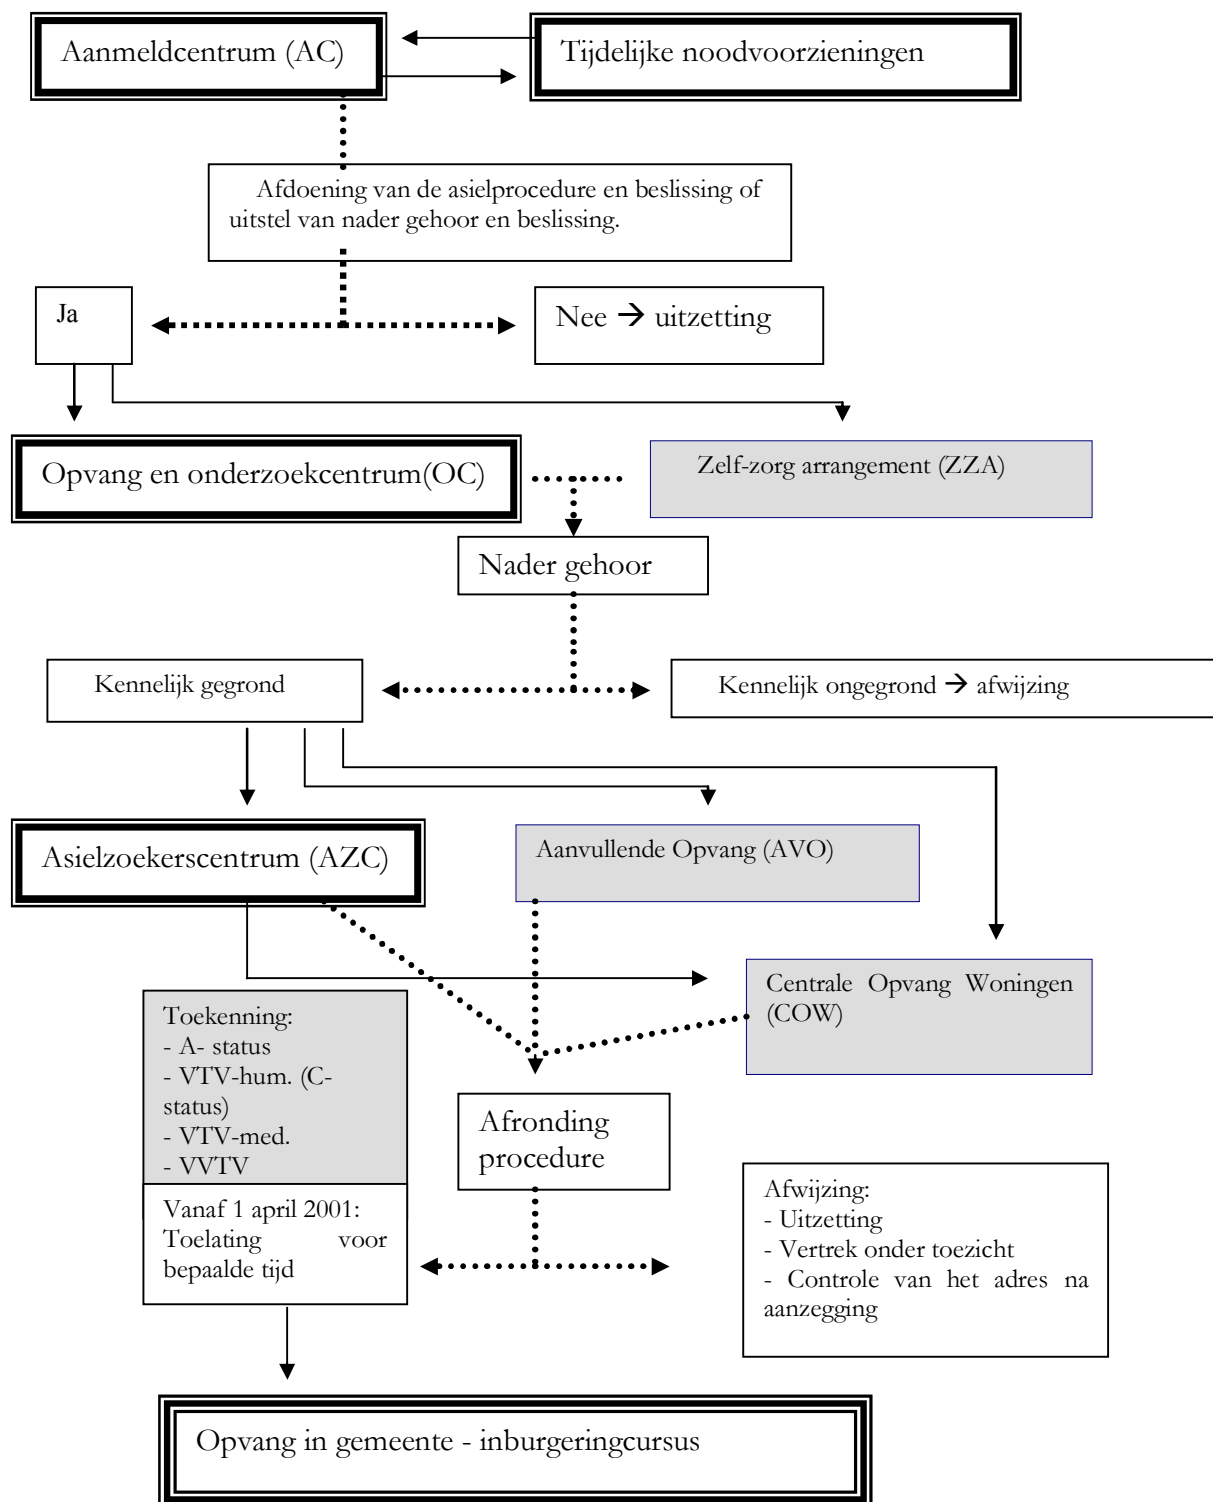 Aanmeldcentrum (AC)
Tijdelijke noodvoorzieningen
Afdoening van de asielprocedure en beslissing of
uitstel van nader gehoor en beslissing.
Ja
Nee → uitzetting
Opvang en onderzoekcentrum(OC)
Zelf-zorg arrangement (ZZA)
Nader gehoor
Kennelijk gegrond
Kennelijk ongegrond → afwijzing
Asielzoekerscentrum (AZC)
Aanvullende Opvang (AVO)
Centrale Opvang Woningen
(COW)
Toekenning:
- A- status
- VTV-hum. (C-
status)
- VTV-med.
- VVTV
Vanaf 1 april 2001:
Toelating voor
bepaalde tijd
Afronding
procedure
Afwijzing:
- Uitzetting
- Vertrek onder toezicht
- Controle van het adres na
aanzegging
Opvang in gemeente - inburgeringcursus